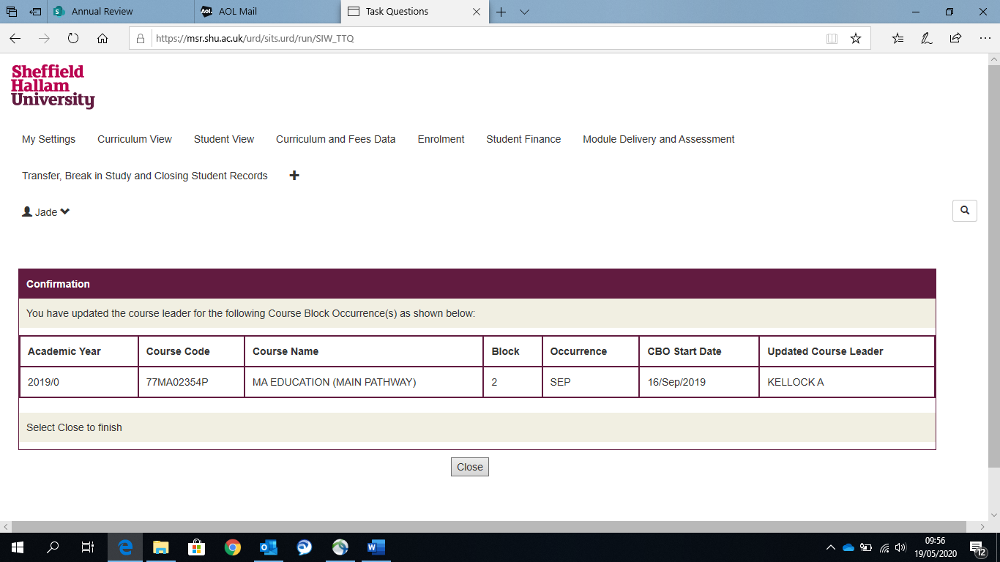 Annual Review
AOL Mail
Task Questions
https://msr.shu.ac.uk/urd/sits.urd/run/SIW_TTQ
Sheffield
Hallam
University
My Settings Curriculum View Student View Curriculum and Fees Data Enrolment Student Finance Module Delivery and Assessment
Transfer, Break in Study and Closing Student Records
Jade
Confirmation
You have updated the course leader for the following Course Block Occurrence(s) as shown below:
Academic Year Course Code Course Name Block Occurrence CBO Start Date Updated Course Leader
2019/0 77MA02354P MA EDUCATION (MAIN PATHWAY) 2 SEP 16/Sep/2019 KELLOCK A
Select Close to finish
Close
09:56
19/05/2020
12